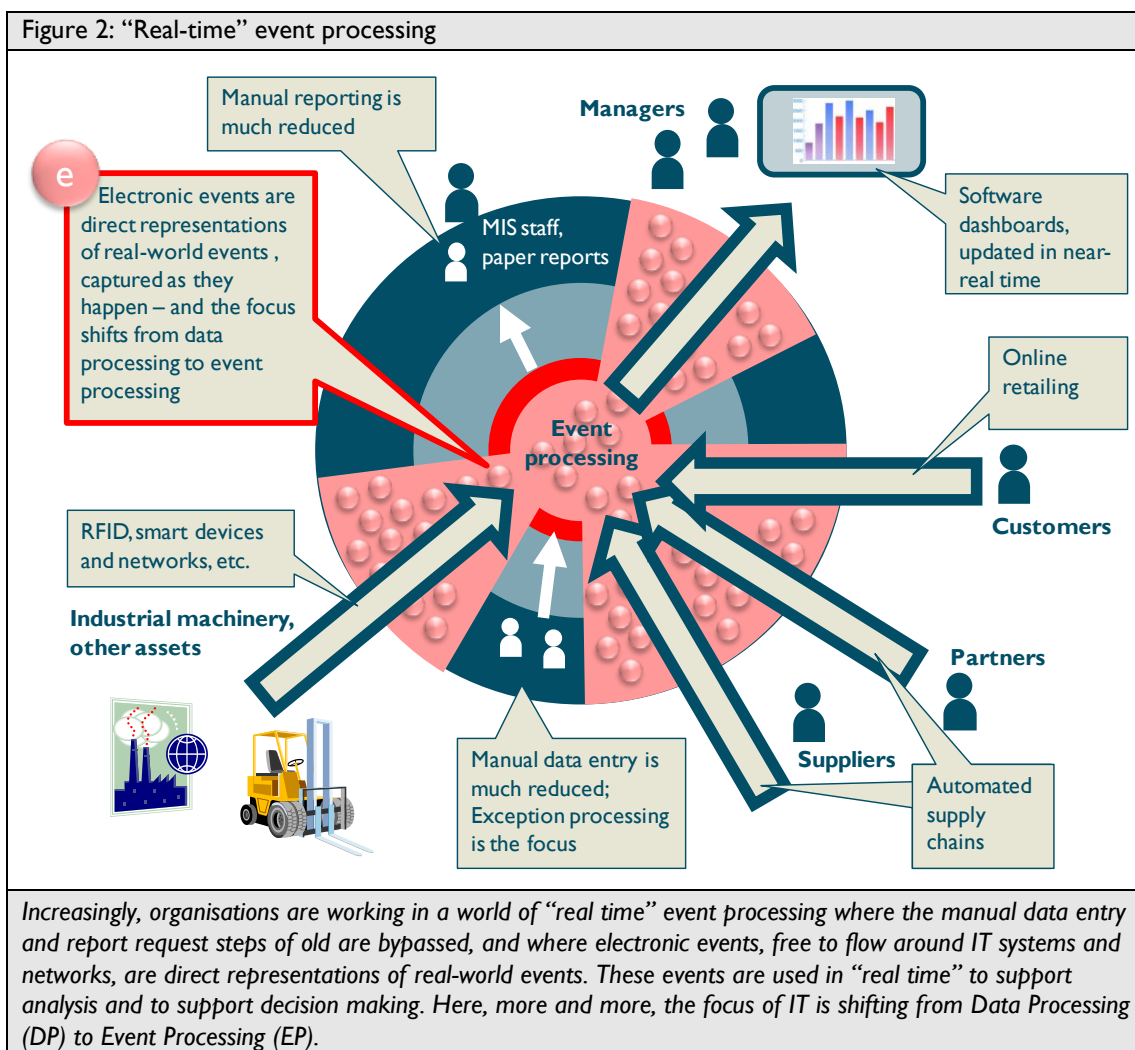 Figure 2: “Real-time” event processing
Manual reporting is
much reduced
Managers
e
Electronic events are
direct representations
of real-world events ,
captured as they
happen – and the focus
shifts from data
processing to event
processing
MIS staff,
paper reports
Software
dashboards,
updated in near-
real time
Online
retailing
Event
processing
Customers
RFID, smart devices
and networks, etc.
Industrial machinery,
other assets
Partners
Suppliers
Manual data entry is
much reduced;
Exception processing
is the focus
Automated
supply
chains
Increasingly, organisations are working in a world of “real time” event processing where the manual data entry
and report request steps of old are bypassed, and where electronic events, free to flow around IT systems and
networks, are direct representations of real-world events. These events are used in “real time” to support
analysis and to support decision making. Here, more and more, the focus of IT is shifting from Data Processing
(DP) to Event Processing (EP).